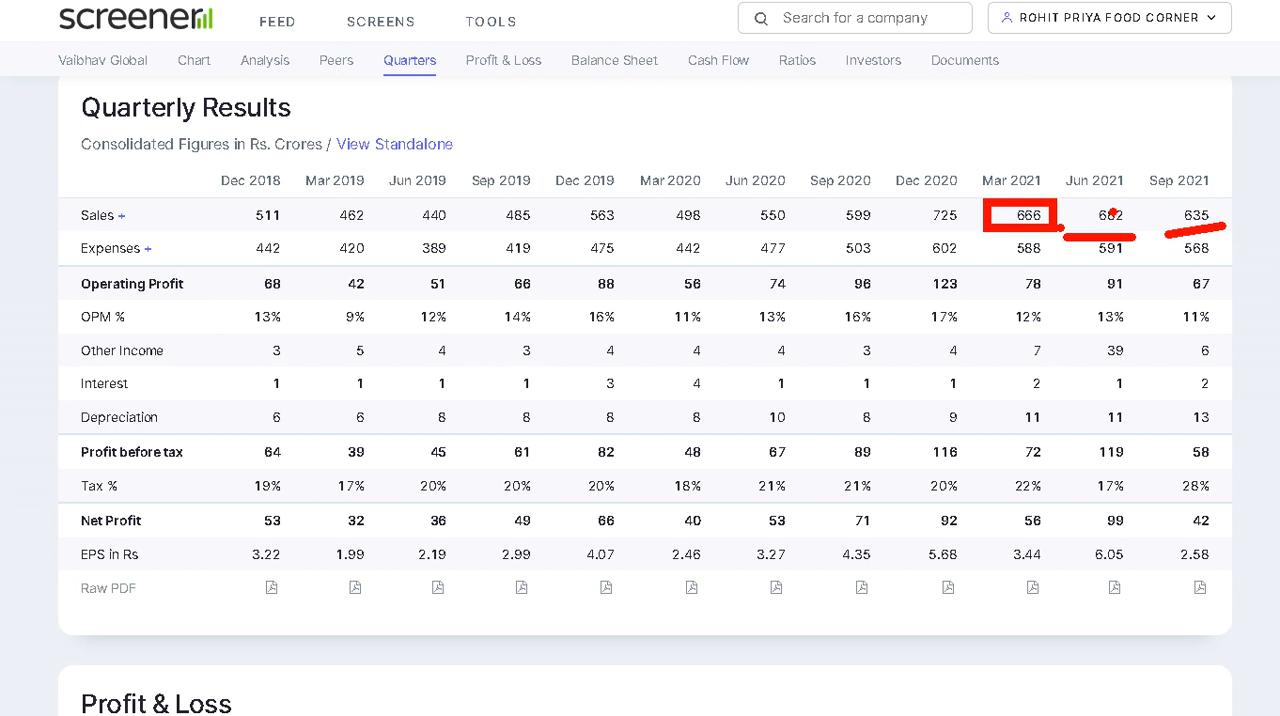 screener FEED SCREENS TOOLS Search for a company ROHIT PRIYA FOOD CORNER
Vaibhav Global Chart Analysis Peers Quarters Profit & Loss Balance Sheet Cash Flow Ratios Investors Documents
Quarterly Results
Consolidated Figures in Rs. Crores / View Standalone
Dec 2018 Mar 2019 Jun 2019 Sep 2019 Dec 2019 Mar 2020 Jun 2020 Sep 2020 Dec 2020 Mar 2021 Jun 2021 Sep 2021
Sales + 511 462 440 485 563 498 550 599 725 666 682 635
Expenses + 442 420 389 419 475 442 477 503 602 588 591 568
Operating Profit 68 42 51 66 88 56 74 96 123 78 91 67
OPM % 13% 9% 12% 14% 16% 11% 13% 16% 17% 12% 13% 11%
Other Income 3 5 4 3 4 4 4 3 4 7 39 6
Interest 1 1 1 1 3 4 1 1 1 2 1 2
Depreciation 6 6 8 8 8 8 10 8 9 11 11 13
Profit before tax 64 39 45 61 82 48 67 89 116 72 119 58
Tax % 19% 17% 20% 20% 20% 18% 21% 21% 20% 22% 17% 28%
Net Profit 53 32 36 49 66 40 53 71 92 56 99 42
EPS in Rs 3.22 1.99 2.19 2.99 4.07 2.46 3.27 4.35 5.68 3.44 6.05 2.58
Raw PDF
Profit & Loss